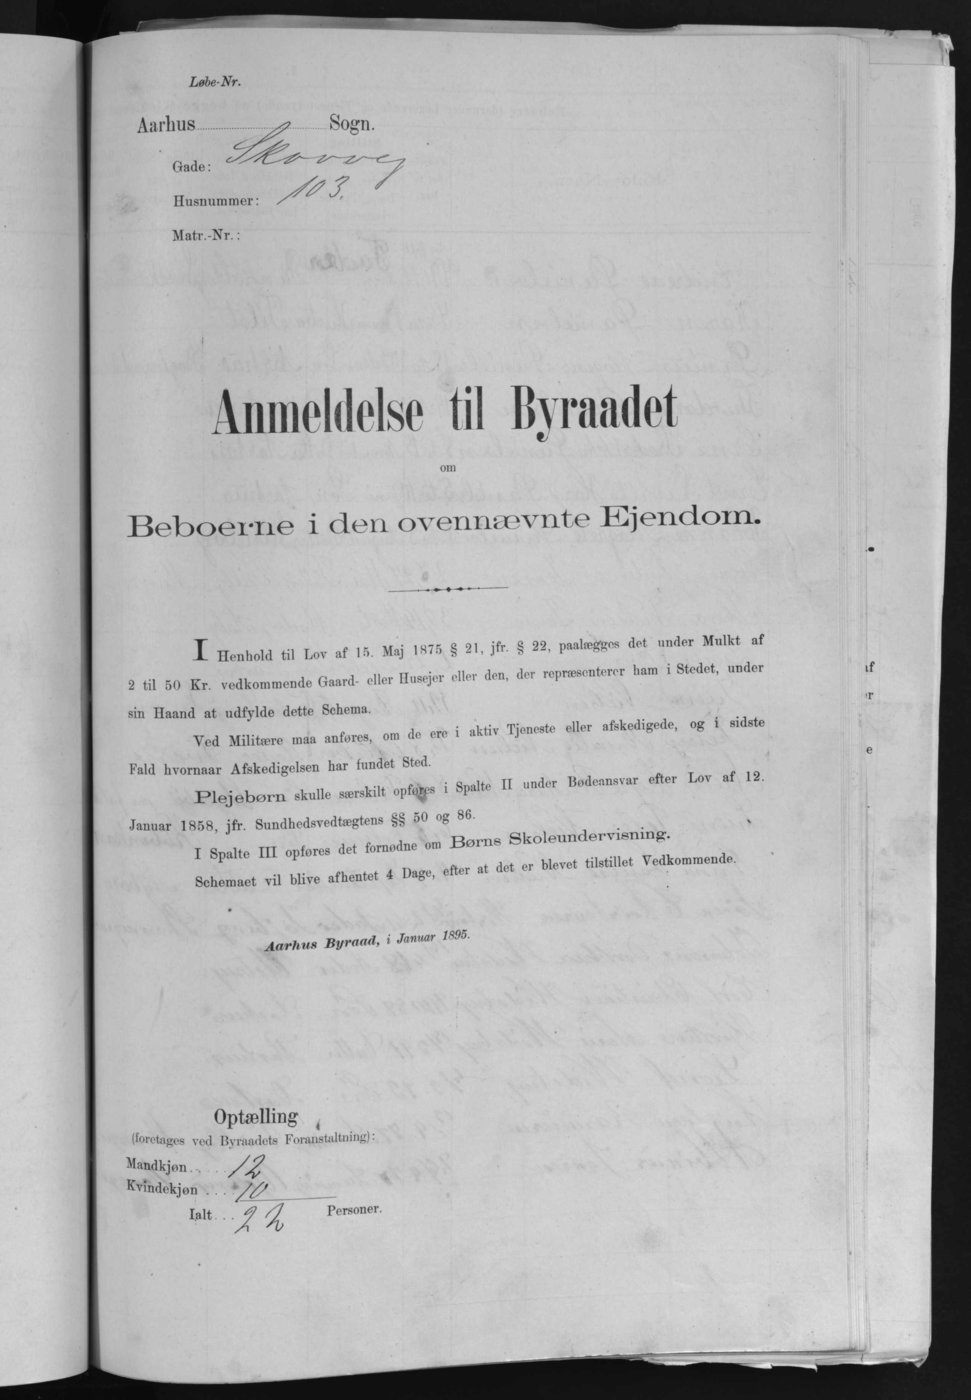 Løbe-Nr.
Aarhus Sogn.
Gade: Skovvej
Husnummer: 103.
Matr.-Nr.:
Anmeldelse til Byraadet
om
Beboerne i den ovennævnte Ejendom.
I Henhold til Lov af 15. Maj 1875 § 21, jfr. § 22, paalægges det under Mulkt af
2 til 50 Kr. vedkommende Gaard- eller Husejer eller den, der repræsenterer ham i Stedet, under
sin Haand at udfylde dette Schema.
Ved Militære maa anføres, om de ere i aktiv Tjeneste eller afskedigede, og i sidste
Fald hvornaar Afskedigelsen har fundet Sted.
Plejebørn skulle særskilt opføres i Spalte II under Bødeansvar efter Lov af 12.
Januar 1858, jfr. Sundhedsvedtægtens §§ 50 og 86.
I Spalte III opføres det fornødne om Børns Skoleundervisning.
Schemaet vil blive afhentet 4 Dage, efter at det er blevet tilstillet Vedkommende.
Aarhus Byraad, i Januar 1895.
Optælling
(foretages ved Byraadets Foranstaltning):
Mandkjøn.... 12
Kvindekjøn ... 10
Ialt... 22 Personer.
af
r
e